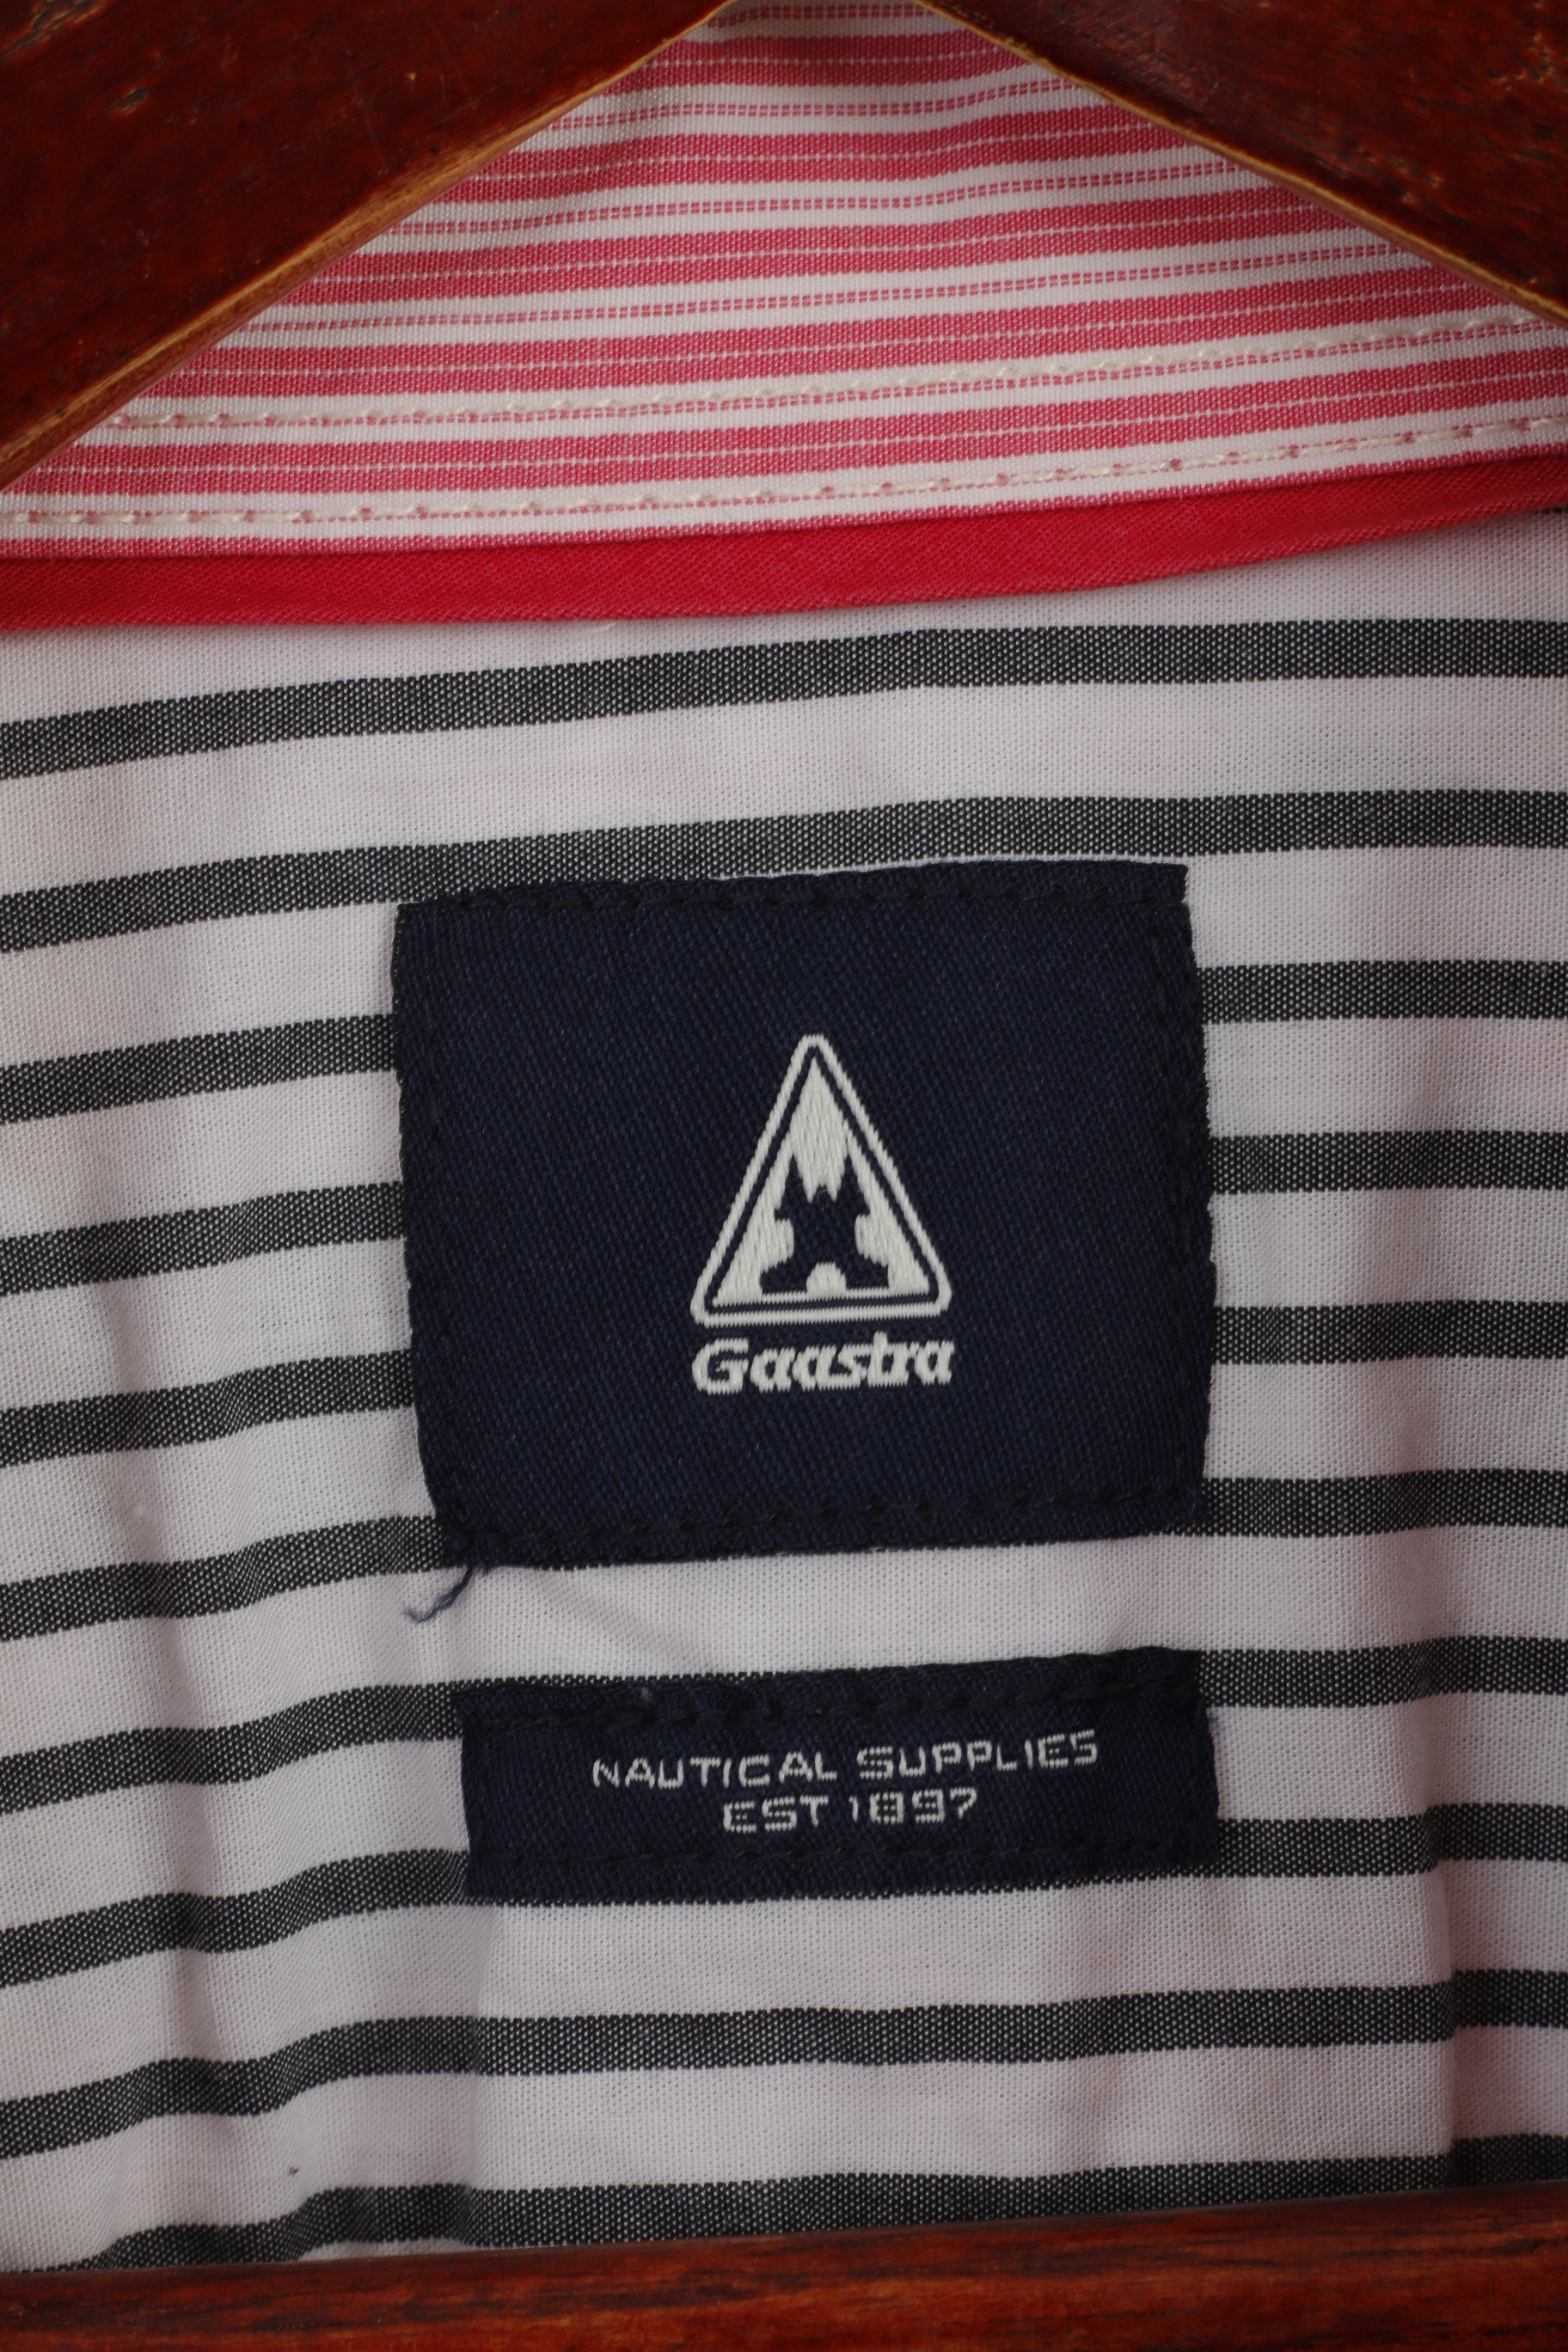 Gaastra
NAUTICAL SUPPLIES
EST 1897